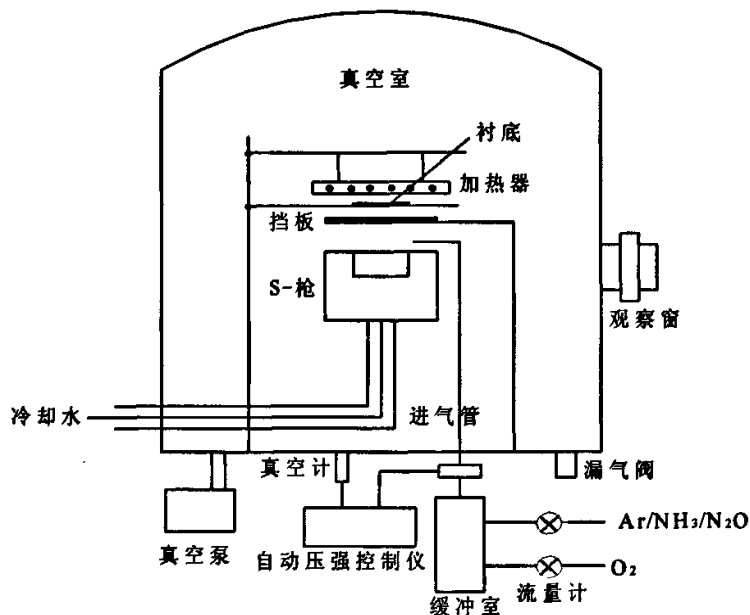 真空室
衬底
加热器
挡板
S-枪
观察窗
冷却水
进气管
真空计
漏气阀
真空泵
自动压强控制仪
Ar/NH₃/N₂O
O₂
流量计
缓冲室